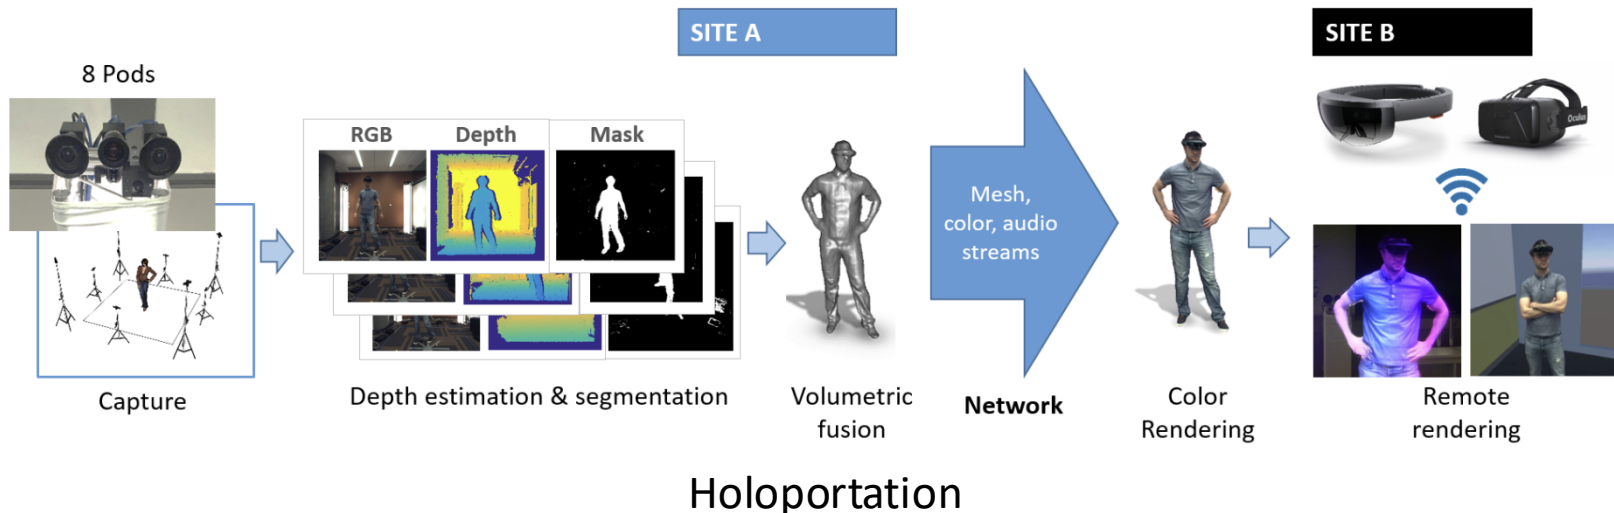 SITE A
SITE B
8 Pods
RGB
Depth
Mask
Mesh,
color, audio
streams
oculus
Capture
Depth estimation & segmentation
Volumetric
fusion
Network
Color
Rendering
Remote
rendering
Holoportation